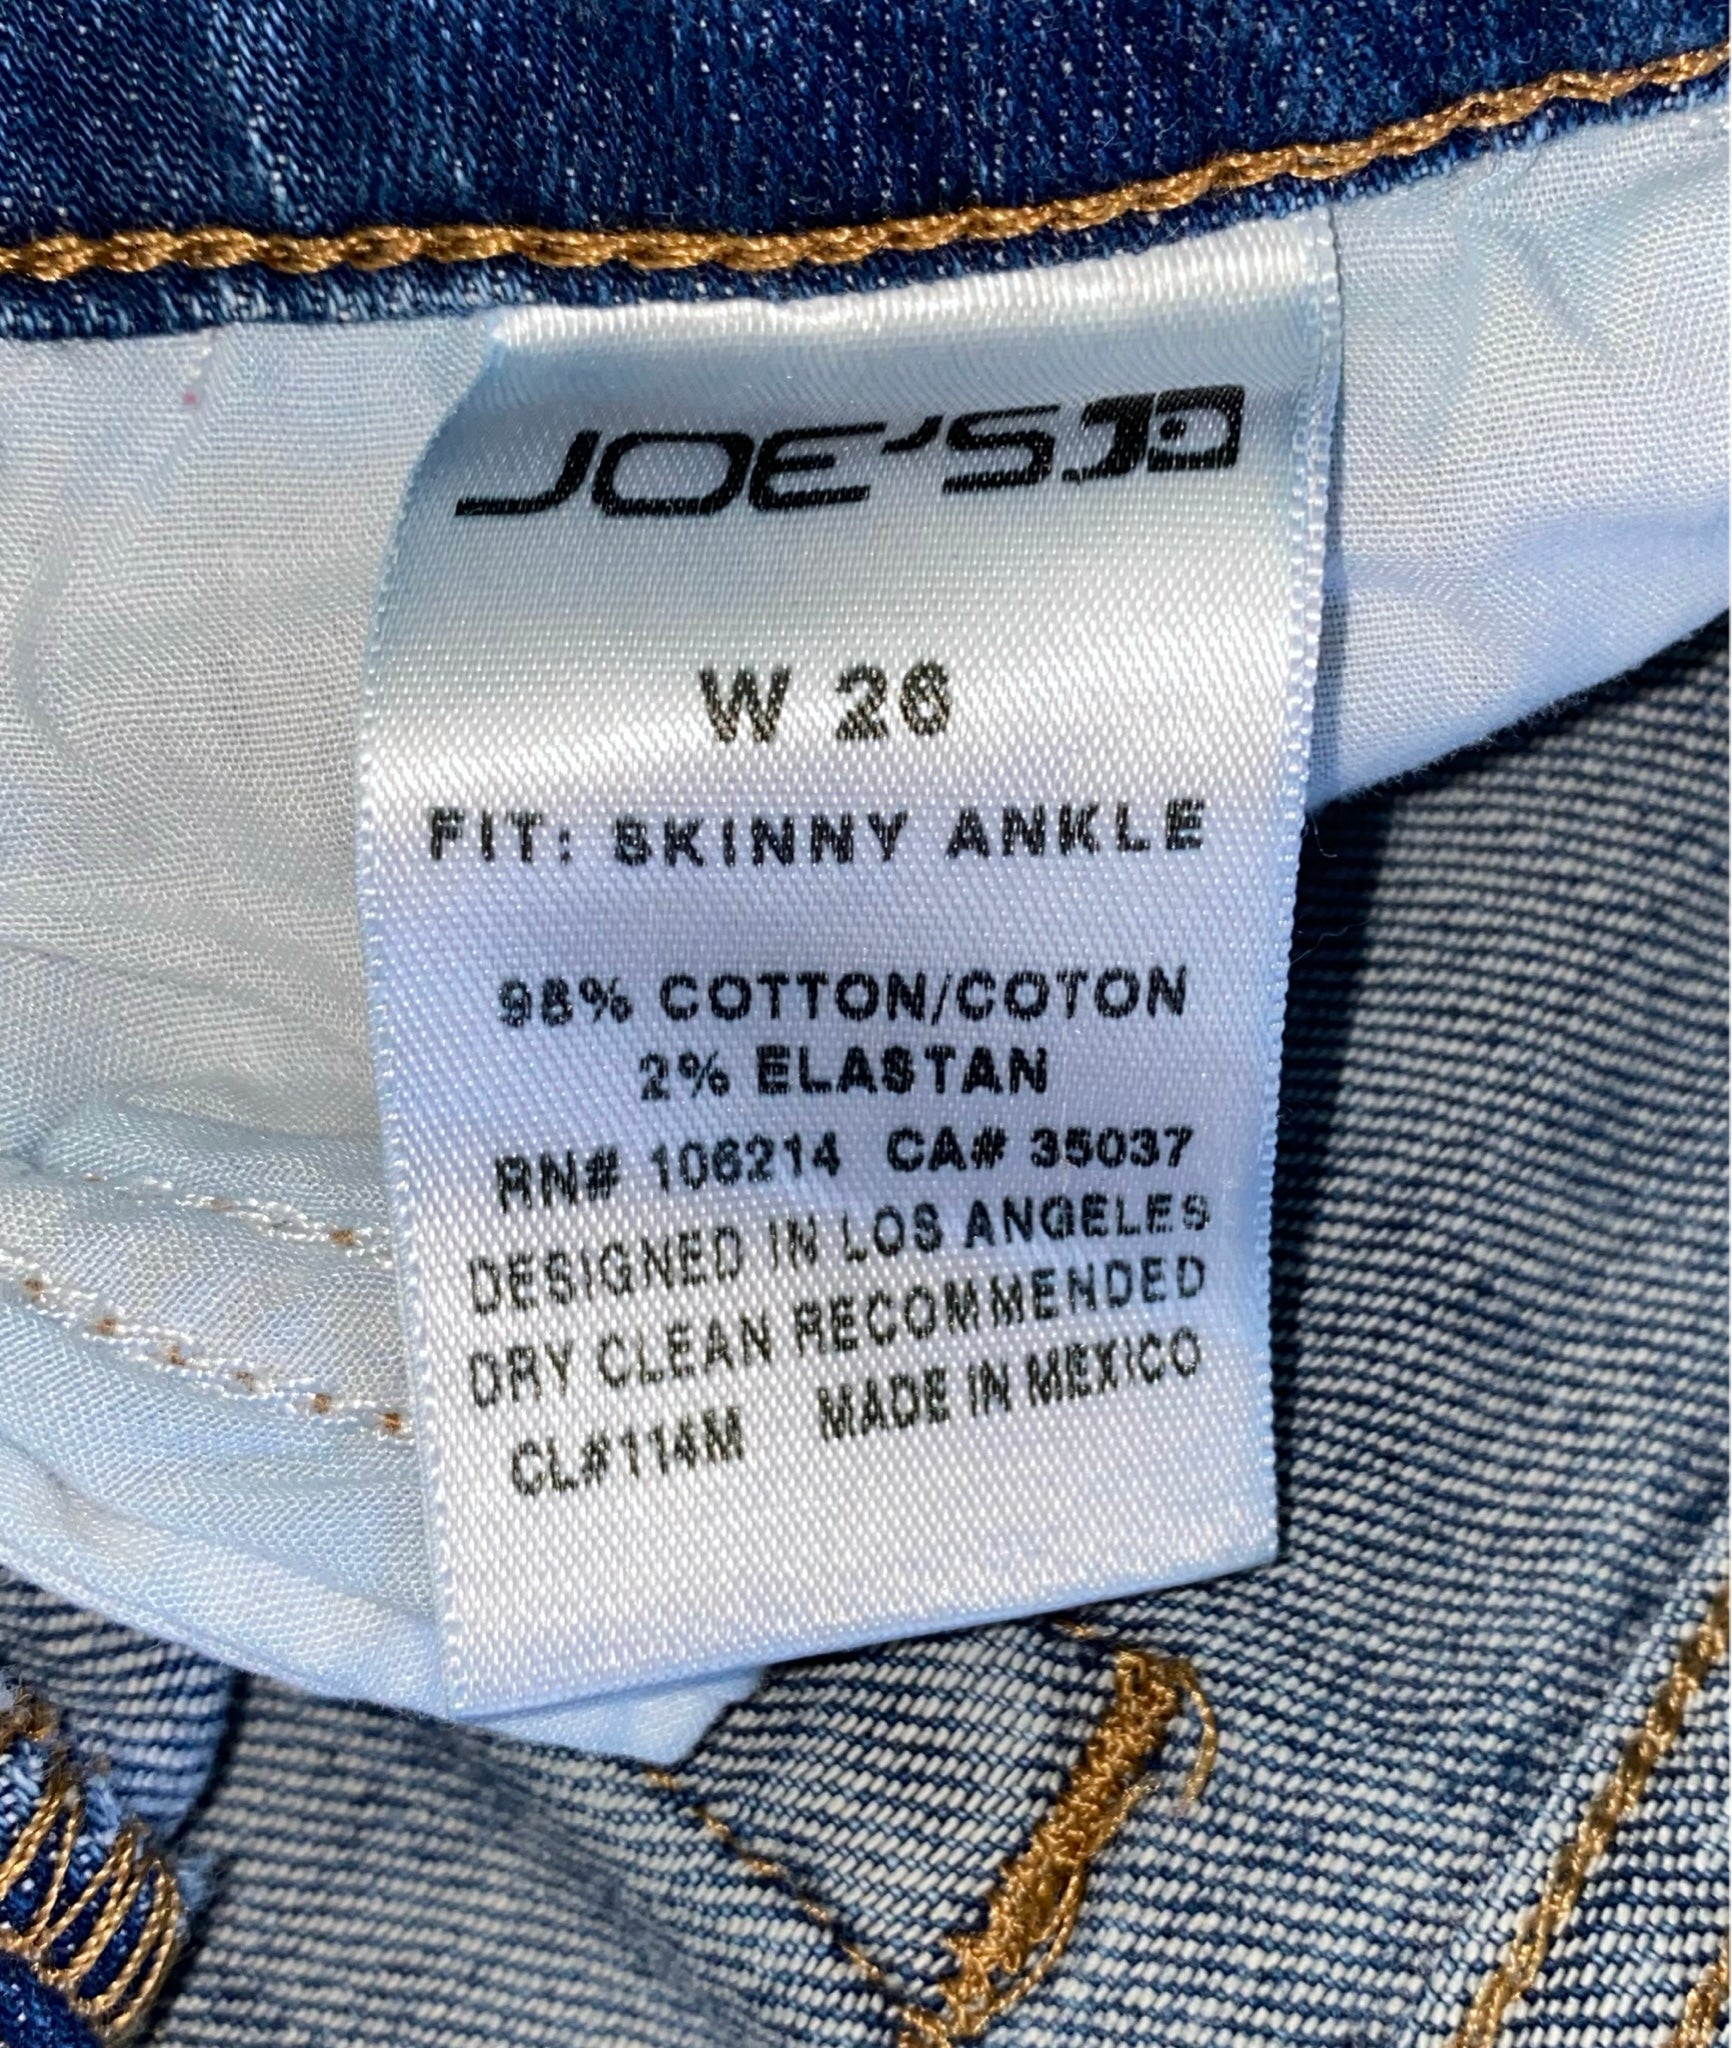 JOE'S
W 26
FIT: SKINNY ANKLE
98% COTTON/COTON
2% ELASTAN
RN# 106214 CA# 35037
DESIGNED IN LOS ANGELES
DRY CLEAN RECOMMENDED
CL#114M MADE IN MEXICO